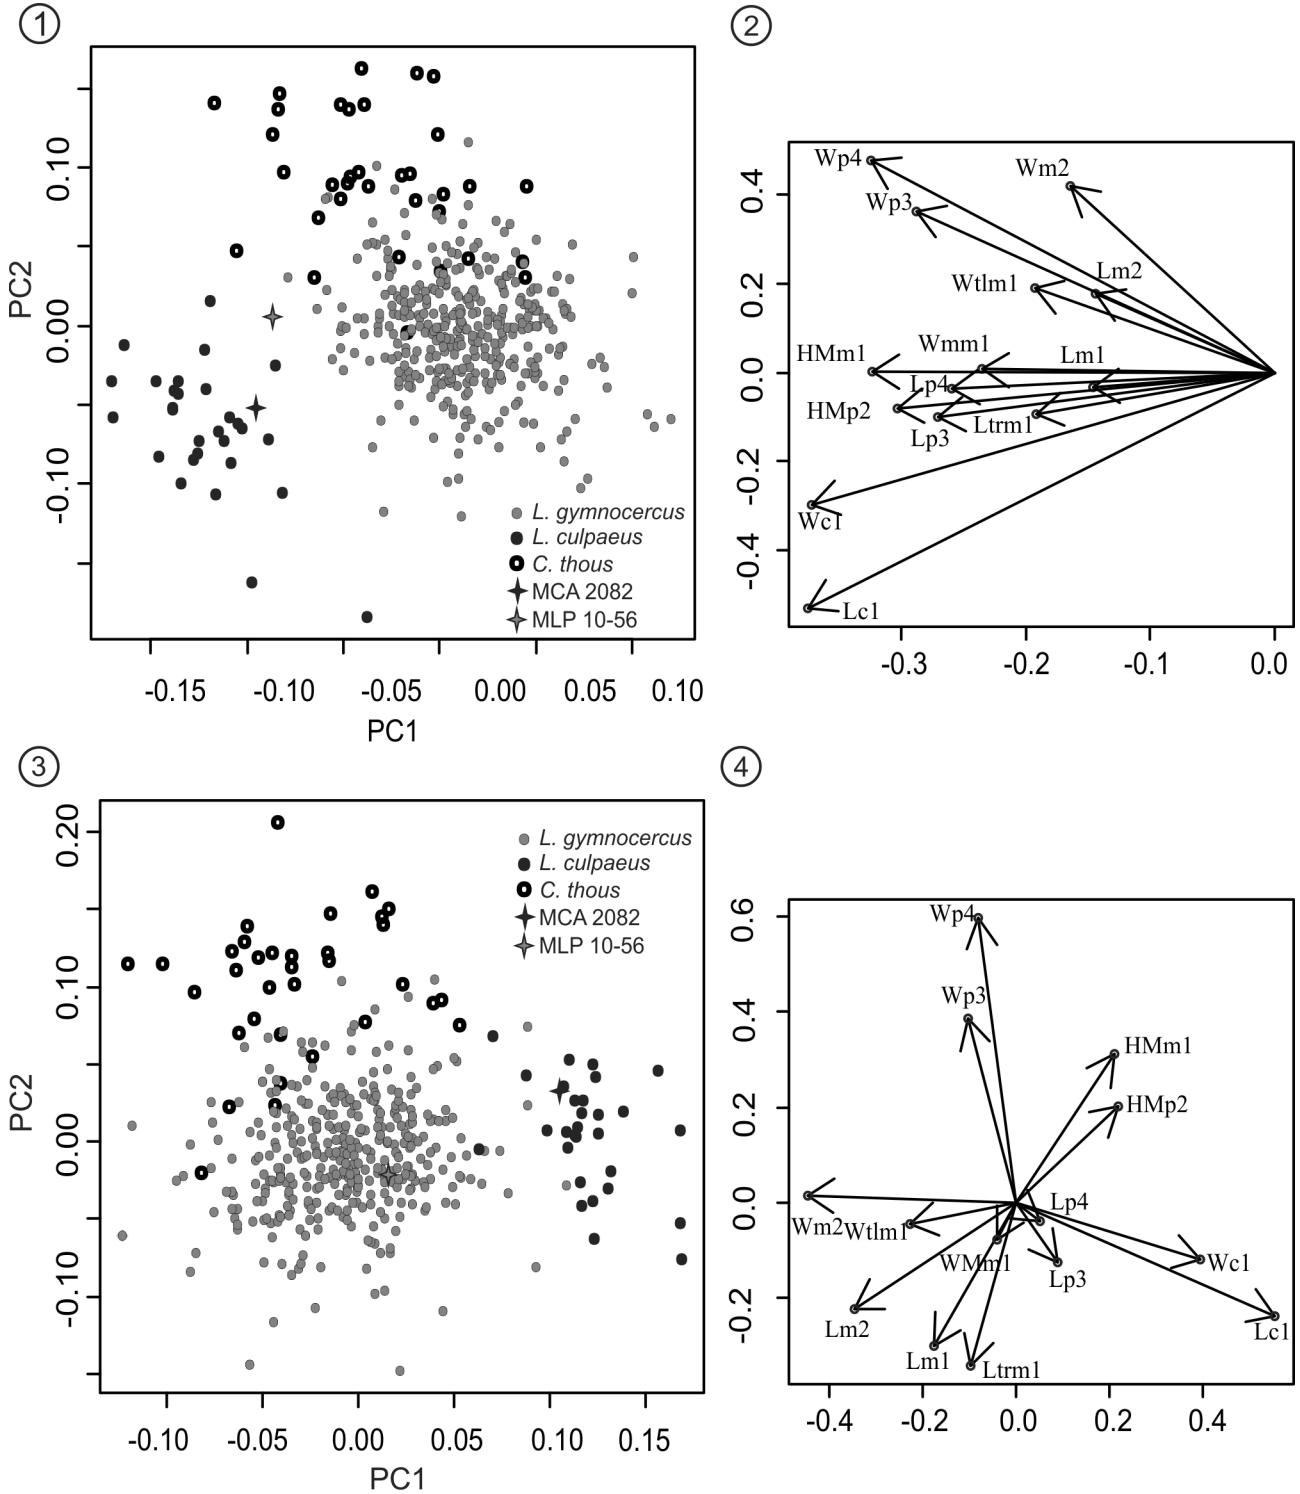 1
PC2
0.10
0.00
-0.10
L. gymnocercus
L. culpaeus
C. thous
MCA 2082
MLP 10-56
-0.15 -0.10 -0.05 0.00 0.05 0.10
PC1
2
0.4
0.2
0.0
-0.2
-0.4
Wp4
Wm2
Wp3
Lm2
Wtlm1
Wmm1
HMm1
Lm1
Lp4
HMp2
Ltrm1
Lp3
Wc1
Lc1
-0.3 -0.2 -0.1 0.0
3
PC2
0.20
0.10
0.00
-0.10
L. gymnocercus
L. culpaeus
C. thous
MCA 2082
MLP 10-56
-0.10 -0.05 0.00 0.05 0.10 0.15
PC1
4
0.6
0.4
0.2
0.0
-0.2
Wp4
Wp3
HMm1
HMp2
Lp4
Wm2
Wtlm1
WMm1
Wc1
Lp3
Lm2
Lc1
Lm1
Ltrm1
-0.4 -0.2 0.0 0.2 0.4